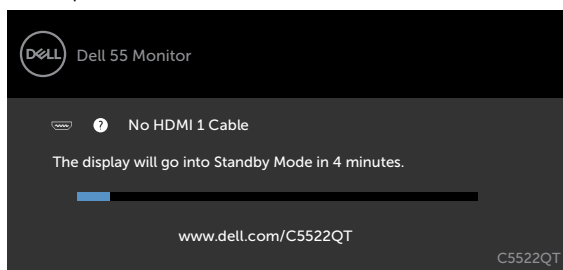 DELL
Dell 55 Monitor
? No HDMI 1 Cable
The display will go into Standby Mode in 4 minutes.
www.dell.com/C5522QT
C5522QT